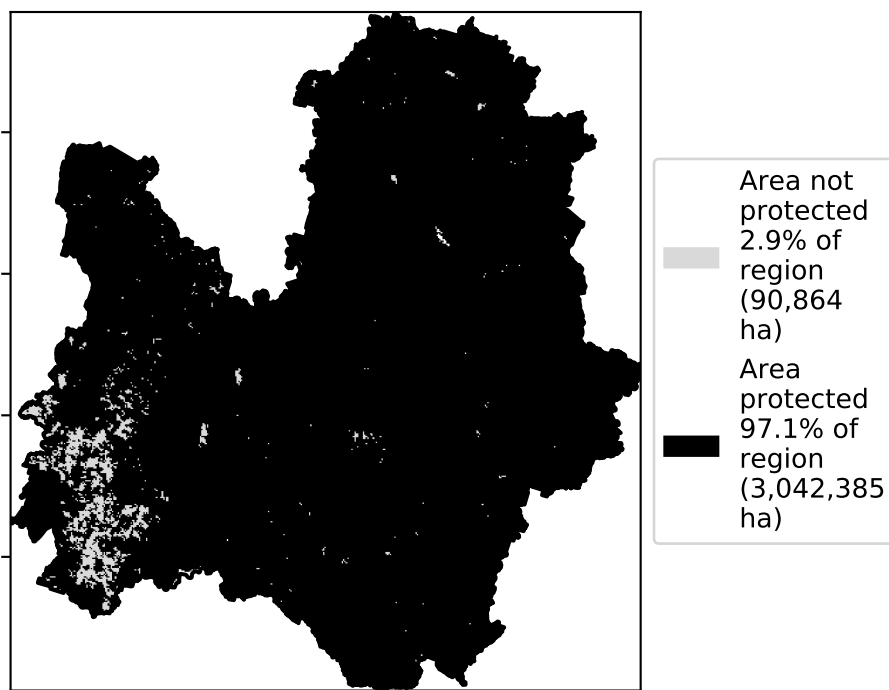 Area not
protected
2.9% of
region
(90,864
ha)
Area
protected
97.1% of
region
(3,042,385
ha)